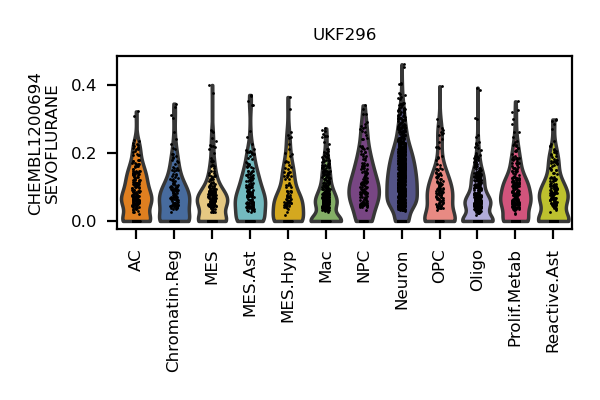 UKF296
CHEMBL1200694
SEVOFLURANE
0.4
0.2
0.0
AC
Chromatin.Reg
MES
MES.Ast
MES.Hyp
Mac
NPC
Neuron
OPC
Oligo
Prolif.Metab
Reactive.Ast